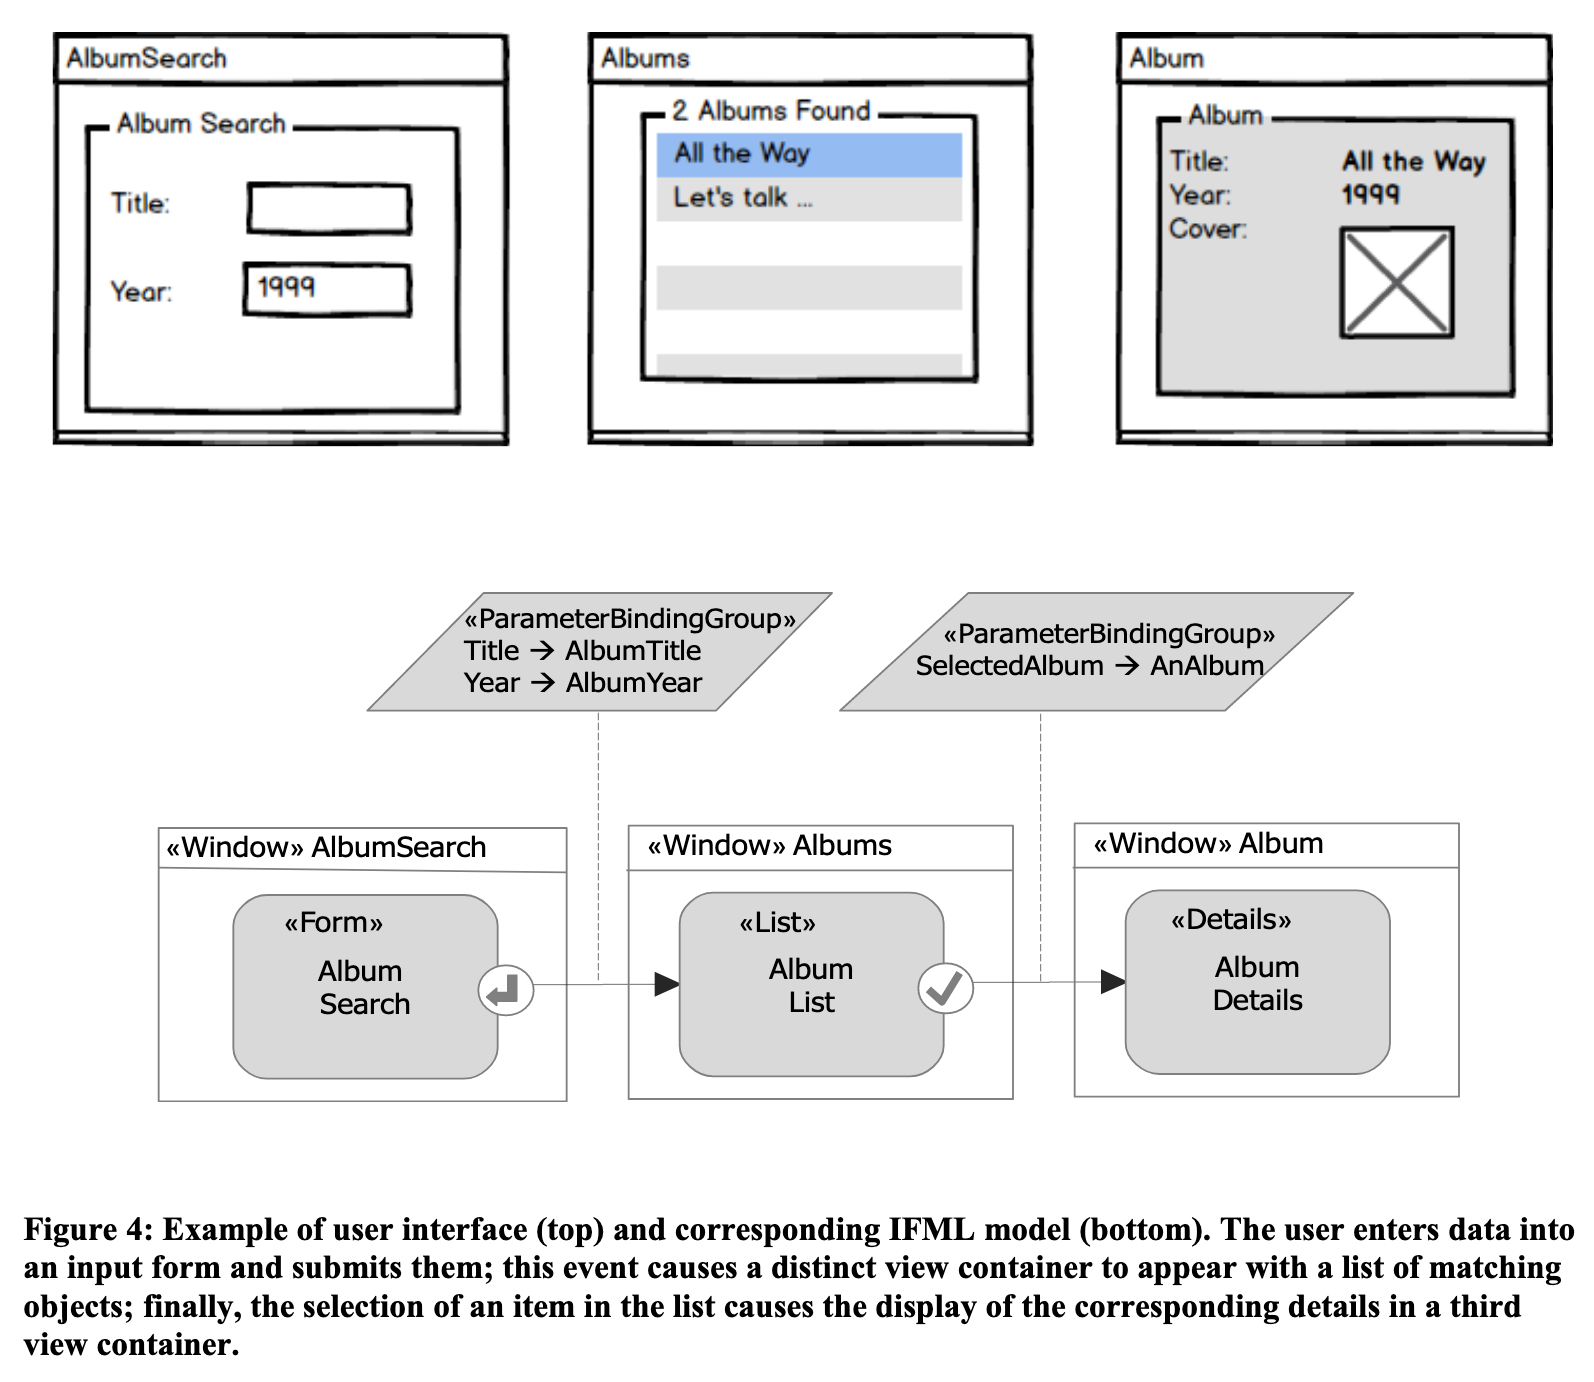 AlbumSearch
Album Search
Title:
Year:
1999
Albums
2 Albums Found
All the Way
Let's talk ...
Album
Album
Title:
All the Way
Year:
1999
Cover:
«ParameterBindingGroup»
Title → AlbumTitle
Year → AlbumYear
«ParameterBindingGroup»
SelectedAlbum → AnAlbum
«Window» AlbumSearch
«Form»
Album
Search
«Window» Albums
«List»
Album
List
«Window» Album
«Details»
Album
Details
Figure 4: Example of user interface (top) and corresponding IFML model (bottom). The user enters data into
an input form and submits them; this event causes a distinct view container to appear with a list of matching
objects; finally, the selection of an item in the list causes the display of the corresponding details in a third
view container.